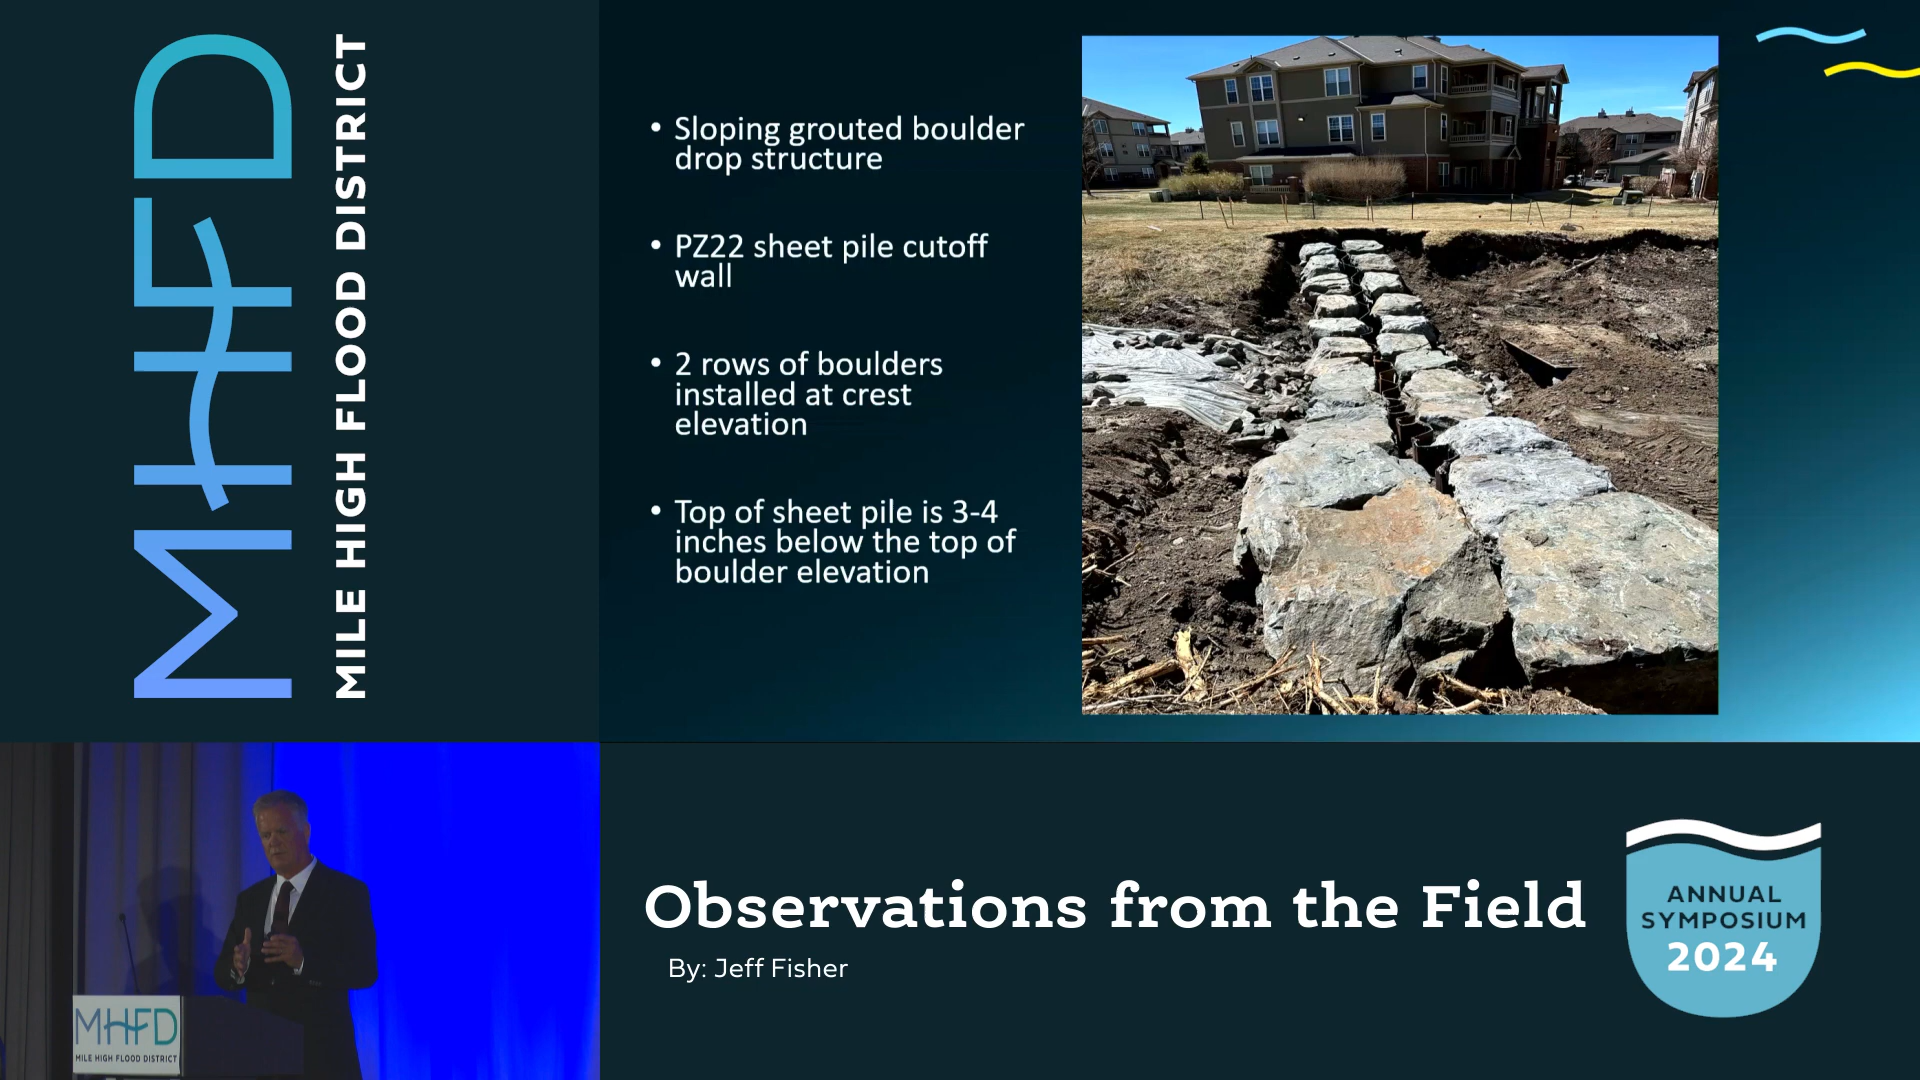 MHFD
MILE HIGH FLOOD DISTRICT
• Sloping grouted boulder
drop structure
• PZ22 sheet pile cutoff
wall
• 2 rows of boulders
installed at crest
elevation
• Top of sheet pile is 3-4
inches below the top of
boulder elevation
MHFD
MILE HIGH FLOOD DISTRICT
Observations from the Field
By: Jeff Fisher
ANNUAL
SYMPOSIUM
2024